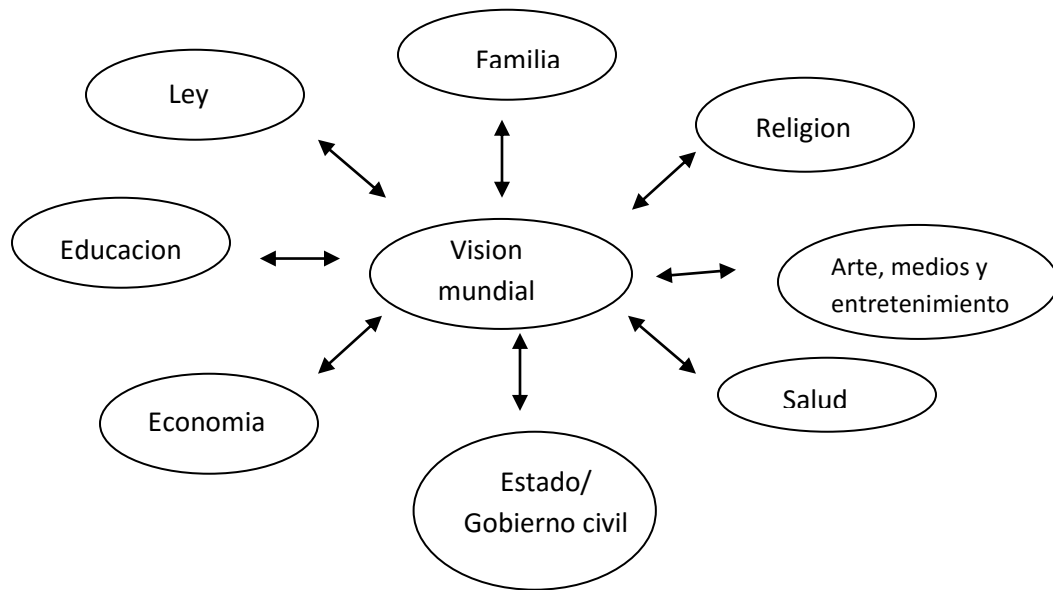 Familia
Ley
Religion
Educacion
Vision
mundial
Arte, medios y
entretenimiento
Economia
Salud
Estado/
Gobierno civil